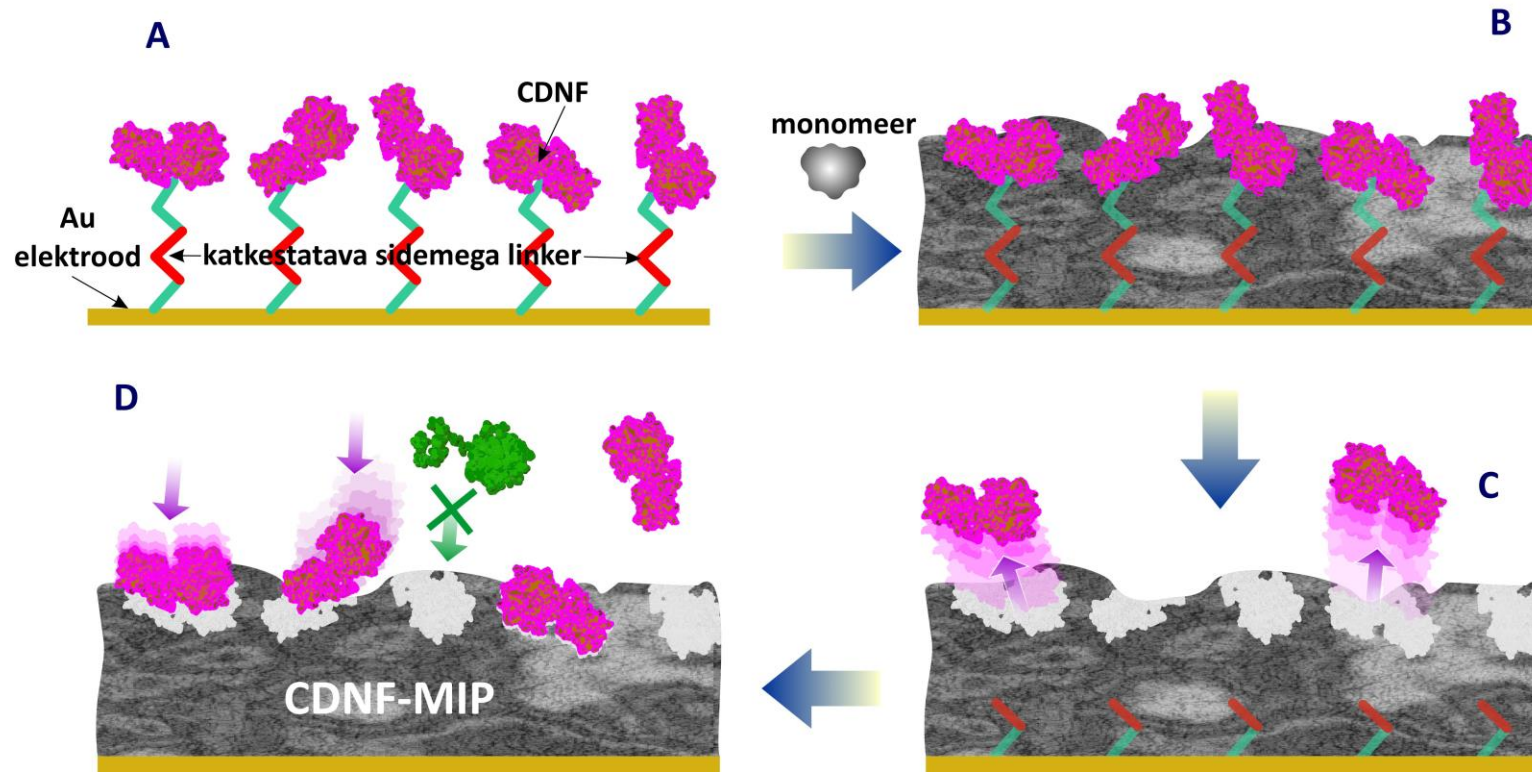 A
CDNF
Au
elektrood
katkestatava sidemega linker
monomeer
B
C
D
CDNF-MIP